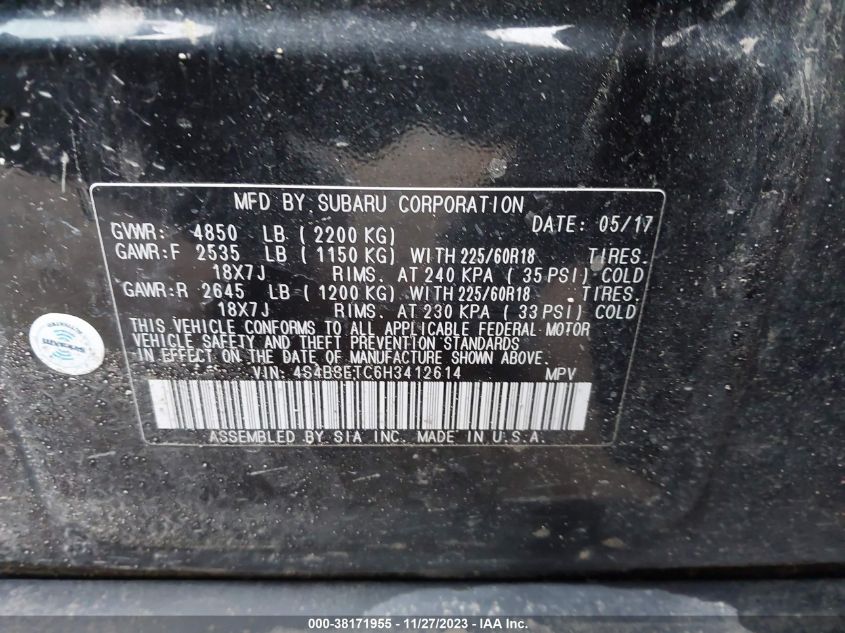 MFD BY SUBARU CORPORATION DATE: 05/17
GVWR: 4850 LB ( 2200 KG)
GAWR:F 2535 LB ( 1150 KG) WITH 225/60R18 TIRES.
18X7J RIMS. AT 240 KPA ( 35 PSI) COLD
GAWR:R 2645 LB ( 1200 KG) WITH 225/60R18 TIRES.
18X7J RIMS. AT 230 KPA ( 33 PSI) COLD
THIS VEHICLE CONFORMS TO ALL APPLICABLE FEDERAL MOTOR
VEHICLE SAFETY AND THEFT PREVENTION STANDARDS
IN EFFECT ON THE DATE OF MANUFACTURE SHOWN ABOVE.
VIN: 4S4BSETC6H3412614 MPV
ASSEMBLED BY SIA INC. MADE IN U.S.A.
000-38171955 - 11/27/2023 - Copyright © 2023 IAA, Inc.